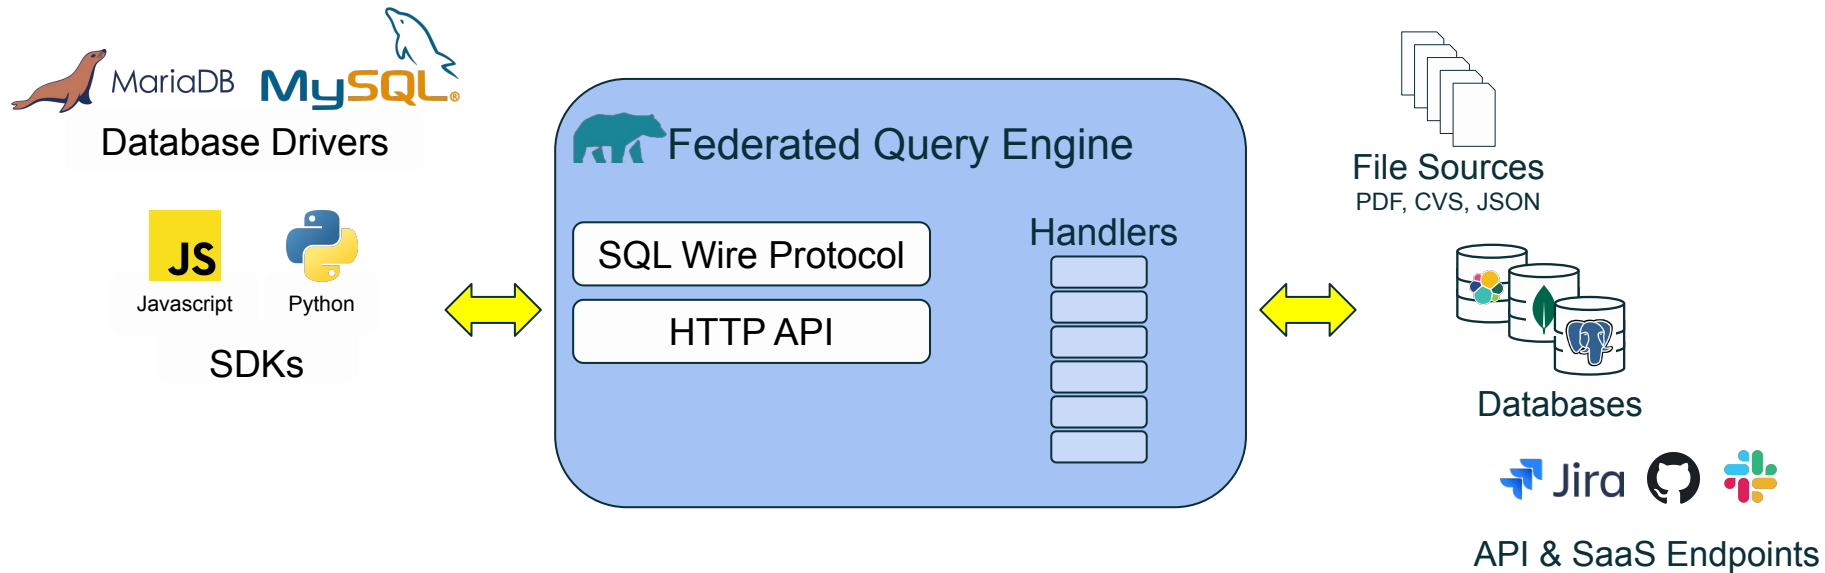 MariaDB
MySQL®
Database Drivers
JS
Javascript
Python
SDKs
Federated Query Engine
SQL Wire Protocol
HTTP API
Handlers
File Sources
PDF, CVS, JSON
Databases
Jira
API & SaaS Endpoints